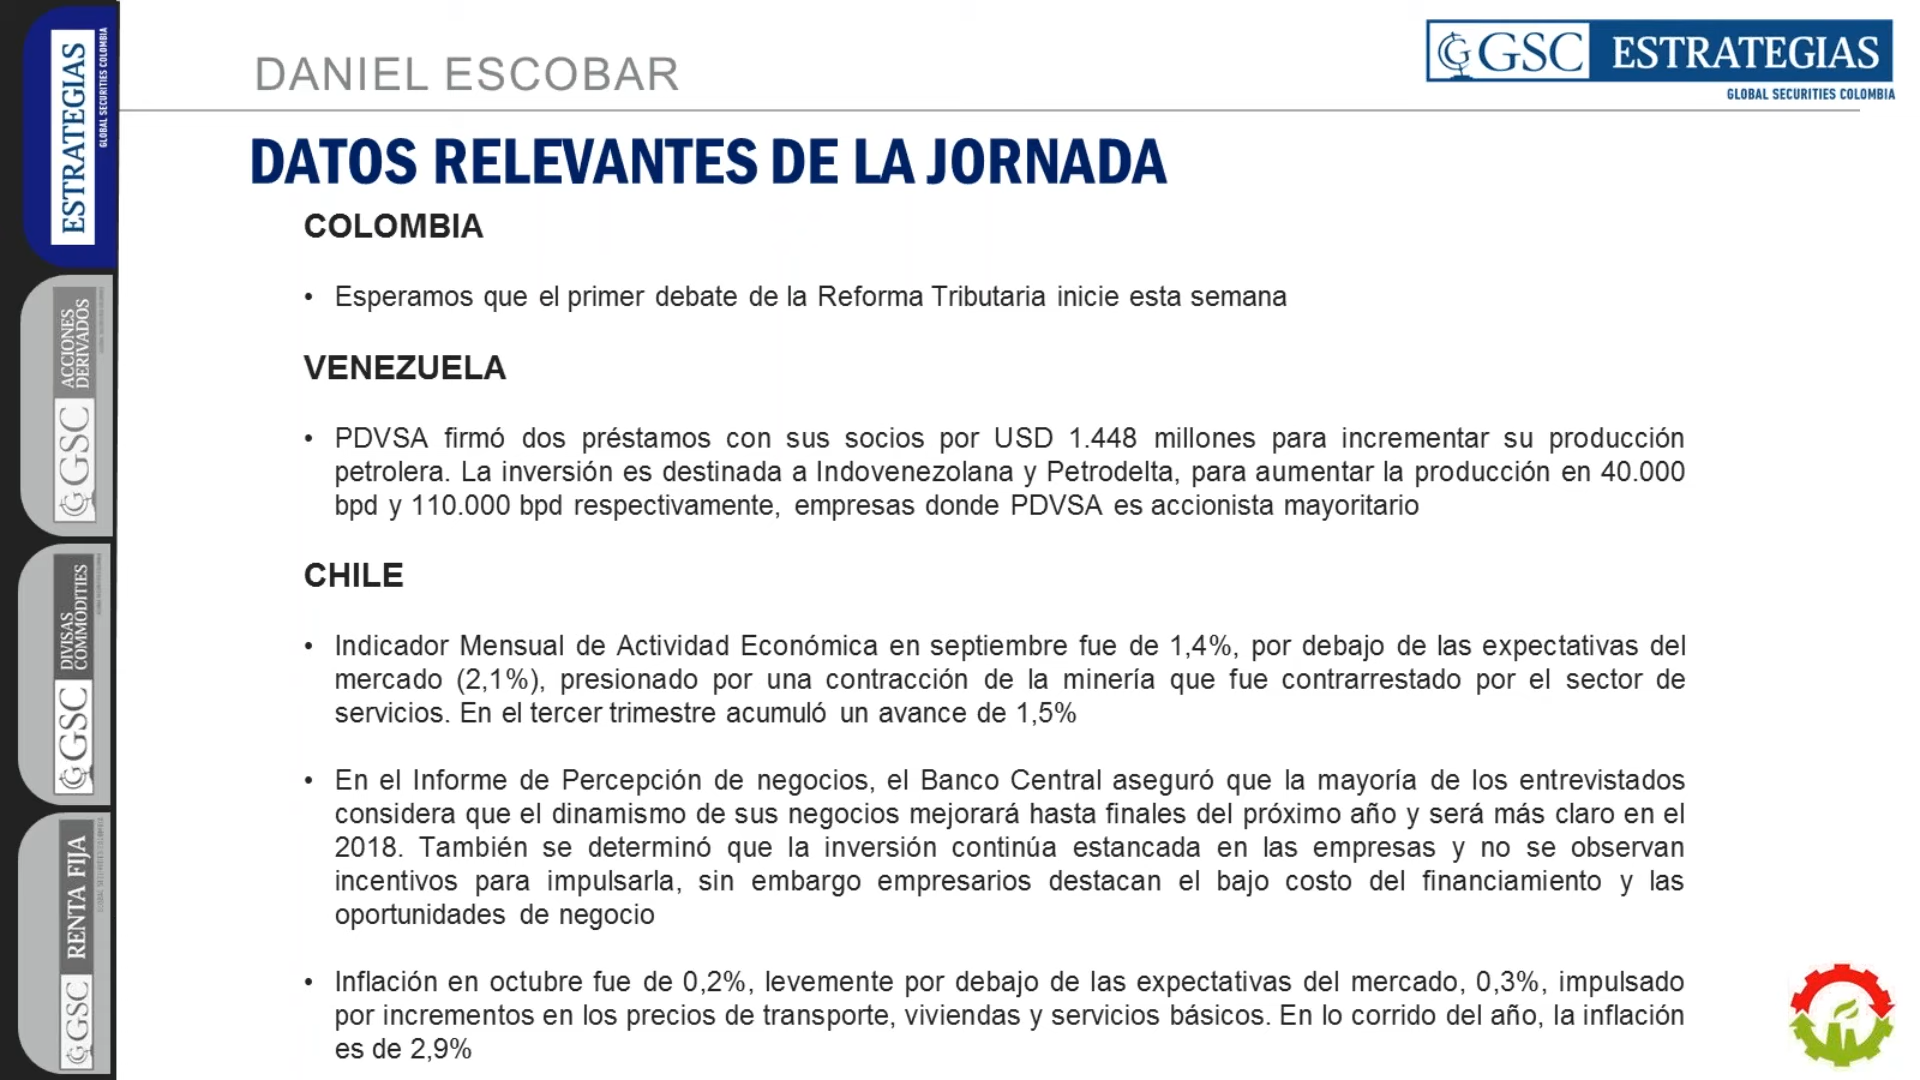 DANIEL ESCOBAR
GSC ESTRATEGIAS
GLOBAL SECURITIES COLOMBIA
ESTRATEGIAS
GLOBAL SECURITIES COLOMBIA
GSC ACCIONES
DERIVADOS
GSC DIVISAS
COMMODITIES
GSC RENTA FIJA
DATOS RELEVANTES DE LA JORNADA
COLOMBIA
• Esperamos que el primer debate de la Reforma Tributaria inicie esta semana
VENEZUELA
• PDVSA firmó dos préstamos con sus socios por USD 1.448 millones para incrementar su producción
petrolera. La inversión es destinada a Indovenezolana y Petrodelta, para aumentar la producción en 40.000
bpd y 110.000 bpd respectivamente, empresas donde PDVSA es accionista mayoritario
CHILE
• Indicador Mensual de Actividad Económica en septiembre fue de 1,4%, por debajo de las expectativas del
mercado (2,1%), presionado por una contracción de la minería que fue contrarrestado por el sector de
servicios. En el tercer trimestre acumuló un avance de 1,5%
• En el Informe de Percepción de negocios, el Banco Central aseguró que la mayoría de los entrevistados
considera que el dinamismo de sus negocios mejorará hasta finales del próximo año y será más claro en el
2018. También se determinó que la inversión continúa estancada en las empresas y no se observan
incentivos para impulsarla, sin embargo empresarios destacan el bajo costo del financiamiento y las
oportunidades de negocio
• Inflación en octubre fue de 0,2%, levemente por debajo de las expectativas del mercado, 0,3%, impulsado
por incrementos en los precios de transporte, viviendas y servicios básicos. En lo corrido del año, la inflación
es de 2,9%